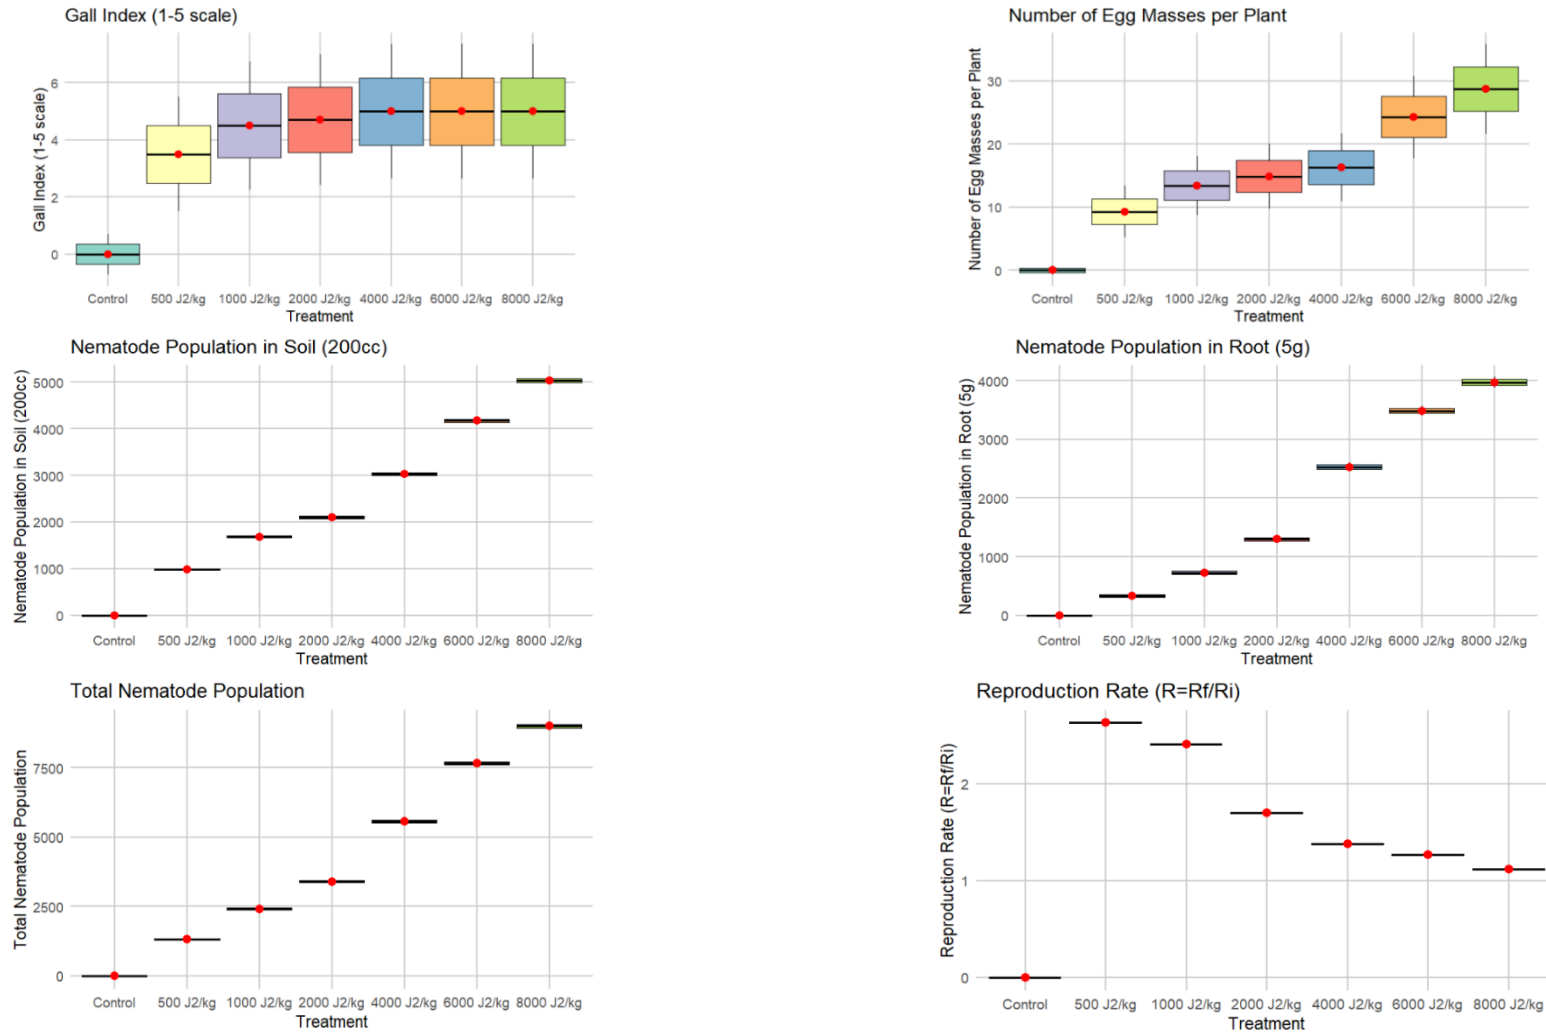 Gall Index (1-5 scale)
Gall Index (1-5 scale)
6
4
2
0
Control 500 J2/kg 1000 J2/kg 2000 J2/kg 4000 J2/kg 6000 J2/kg 8000 J2/kg
Treatment
Number of Egg Masses per Plant
Number of Egg Masses per Plant
30
20
10
0
Control 500 J2/kg 1000 J2/kg 2000 J2/kg 4000 J2/kg 6000 J2/kg 8000 J2/kg
Treatment
Nematode Population in Soil (200cc)
Nematode Population in Soil (200cc)
5000
4000
3000
2000
1000
0
Control 500 J2/kg 1000 J2/kg 2000 J2/kg 4000 J2/kg 6000 J2/kg 8000 J2/kg
Treatment
Nematode Population in Root (5g)
Nematode Population in Root (5g)
4000
3000
2000
1000
0
Control 500 J2/kg 1000 J2/kg 2000 J2/kg 4000 J2/kg 6000 J2/kg 8000 J2/kg
Treatment
Total Nematode Population
Total Nematode Population
7500
5000
2500
0
Control 500 J2/kg 1000 J2/kg 2000 J2/kg 4000 J2/kg 6000 J2/kg 8000 J2/kg
Treatment
Reproduction Rate (R=Rf/Ri)
Reproduction Rate (R=Rf/Ri)
2
1
0
Control 500 J2/kg 1000 J2/kg 2000 J2/kg 4000 J2/kg 6000 J2/kg 8000 J2/kg
Treatment